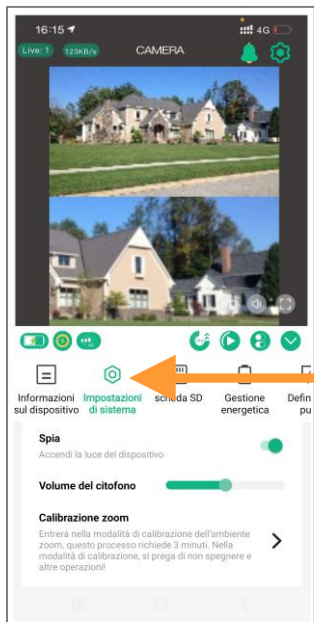 16:15
4G
Live: 1
123KB/s
CAMERA
Informazioni
sul dispositivo
Impostazioni
di sistema
scheda SD
Gestione
energetica
Defin
pu
Spia
Accendi la luce del dispositivo
Volume del citofono
Calibrazione zoom
Entrerà nella modalità di calibrazione dell'ambiente
zoom, questo processo richiede 3 minuti. Nella
modalità di calibrazione, si prega di non spegnere e
altre operazioni!